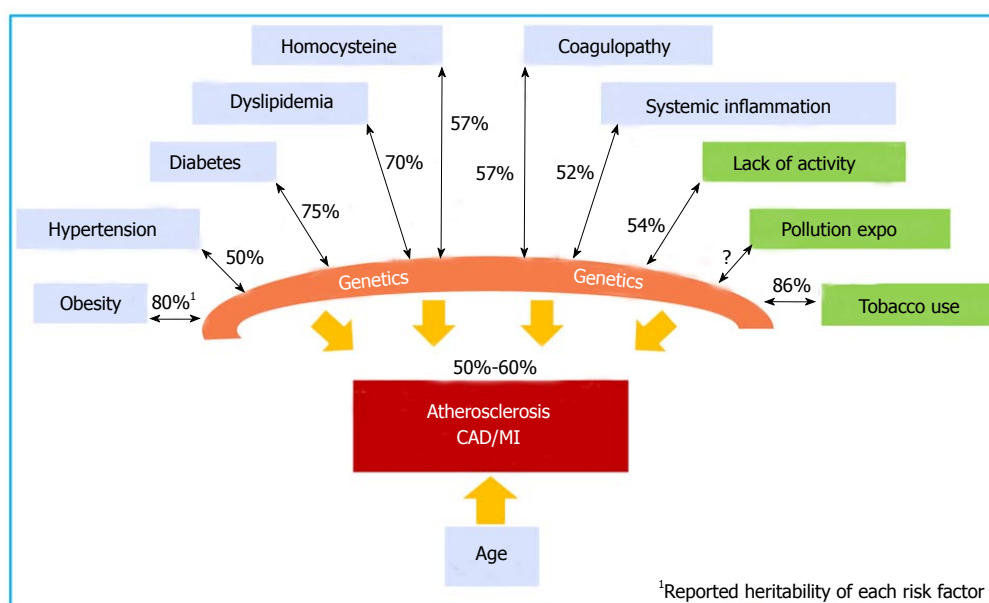 Homocysteine
Coagulopathy
Dyslipidemia
Systemic inflammation
57%
70%
57%
52%
Diabetes
Lack of activity
75%
54%
Hypertension
Pollution expo
50%
?
Genetics
Genetics
Obesity
80%¹
86%
Tobacco use
50%-60%
Atherosclerosis
CAD/MI
Age
¹Reported heritability of each risk factor